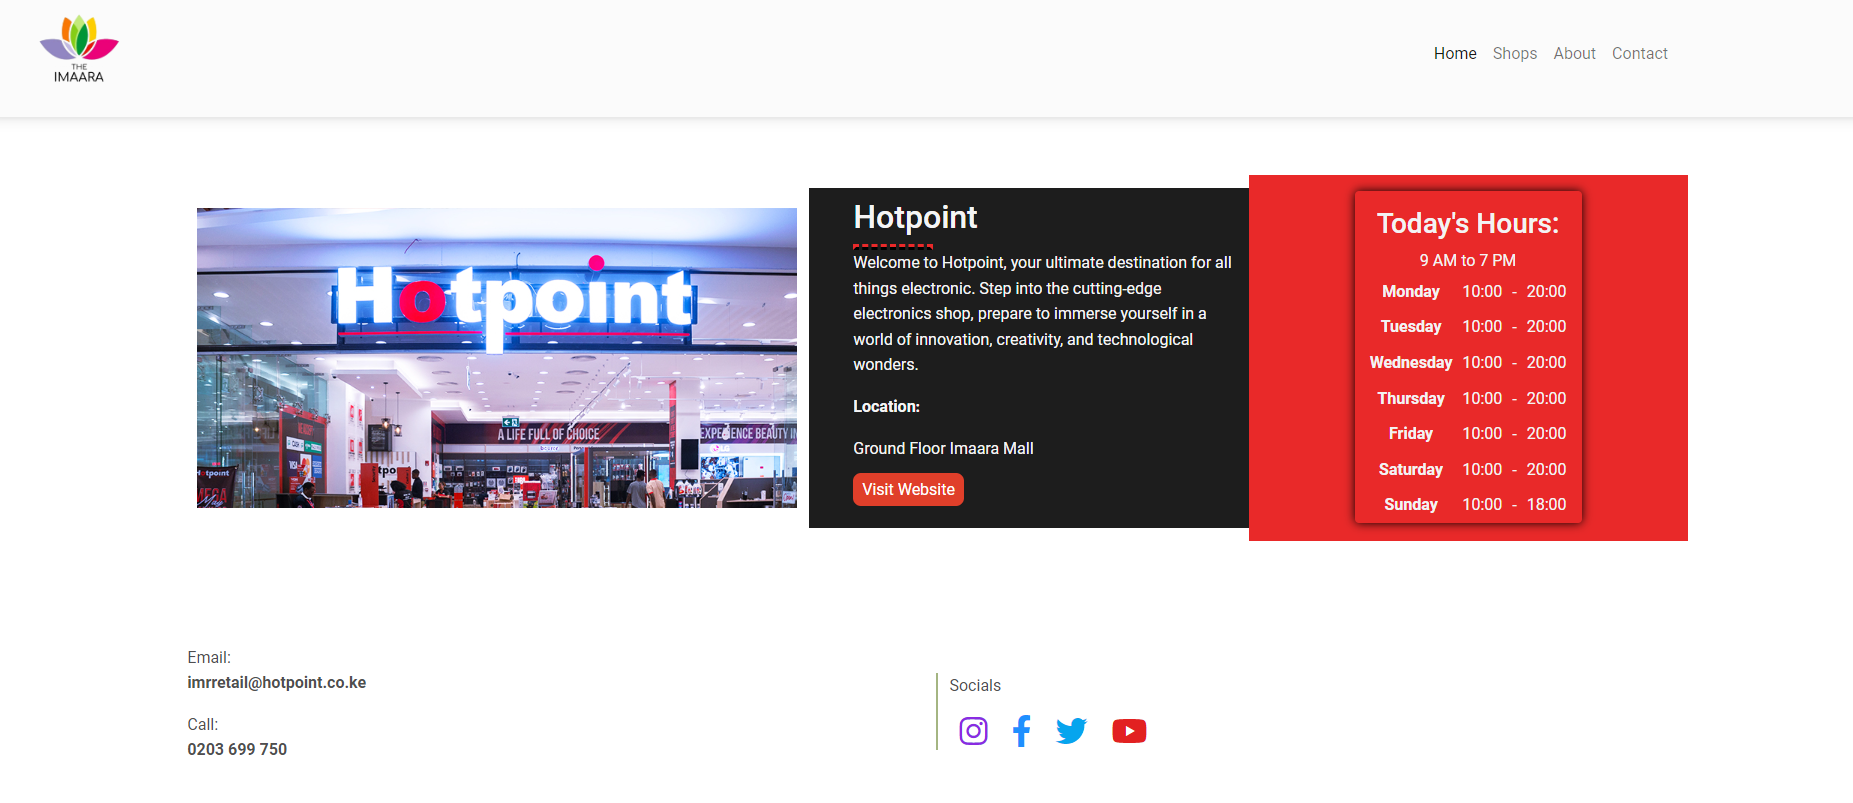 THE
IMAARA
Home Shops About Contact
Hotpoint
A LIFE FULL OF CHOICE
EXPERIENCE BEAUTY IN
Hotpoint
Welcome to Hotpoint, your ultimate destination for all
things electronic. Step into the cutting-edge
electronics shop, prepare to immerse yourself in a
world of innovation, creativity, and technological
wonders.
Location:
Ground Floor Imaara Mall
Visit Website
Today's Hours:
9 AM to 7 PM
Monday 10:00 - 20:00
Tuesday 10:00 - 20:00
Wednesday 10:00 - 20:00
Thursday 10:00 - 20:00
Friday 10:00 - 20:00
Saturday 10:00 - 20:00
Sunday 10:00 - 18:00
Email:
imrretail@hotpoint.co.ke
Call:
0203 699 750
Socials